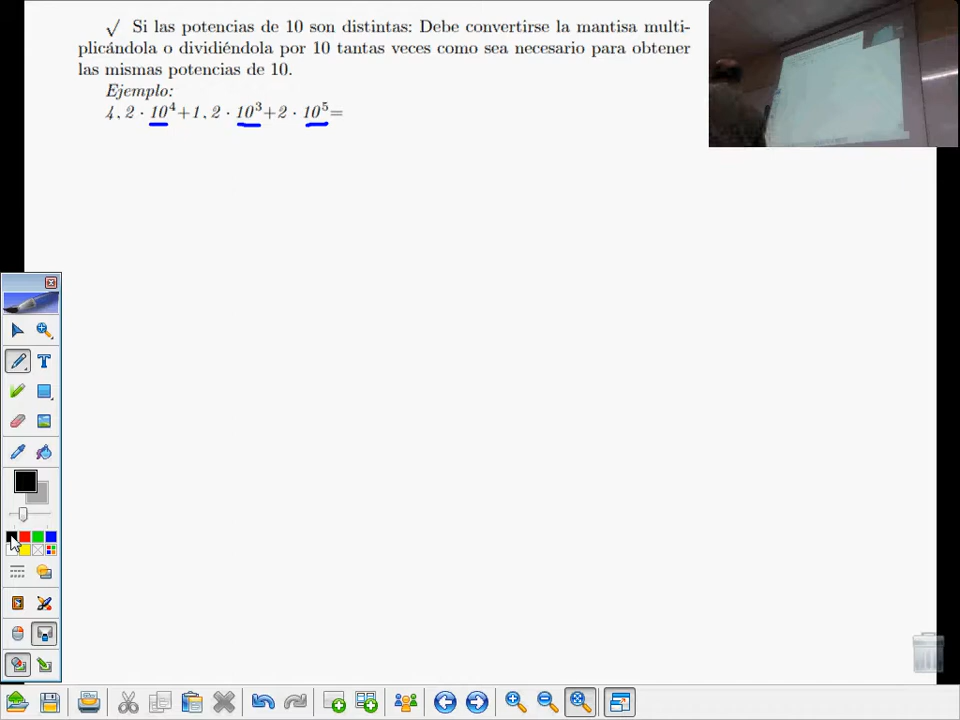 √ Si las potencias de 10 son distintas: Debe convertirse la mantisa multi-
plicándola o dividiéndola por 10 tantas veces como sea necesario para obtener
las mismas potencias de 10.
Ejemplo:
4,2 · 10⁴+1,2 · 10³+2 · 10⁵=
T